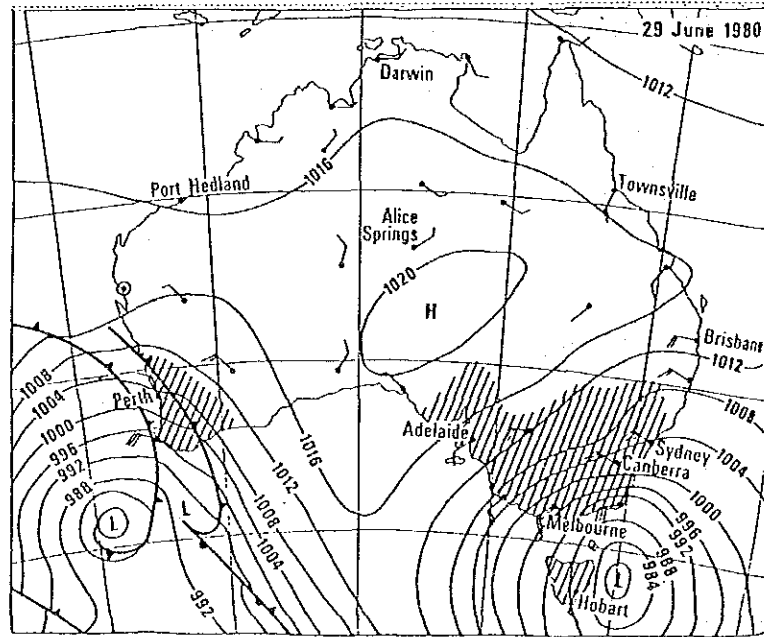 29 June 1980
1012
Darwin
Port Hedland
1016
Townsville
Alice
Springs
1020
H
Brisbane
1012
1008
1008
1004
Perth
1000
996
992
988
L
L
1016
1012
1008
1004
992
Adelaide
Sydney
Canberra
1004
1000
Melbourne
996
992
988
984
L
Hobart